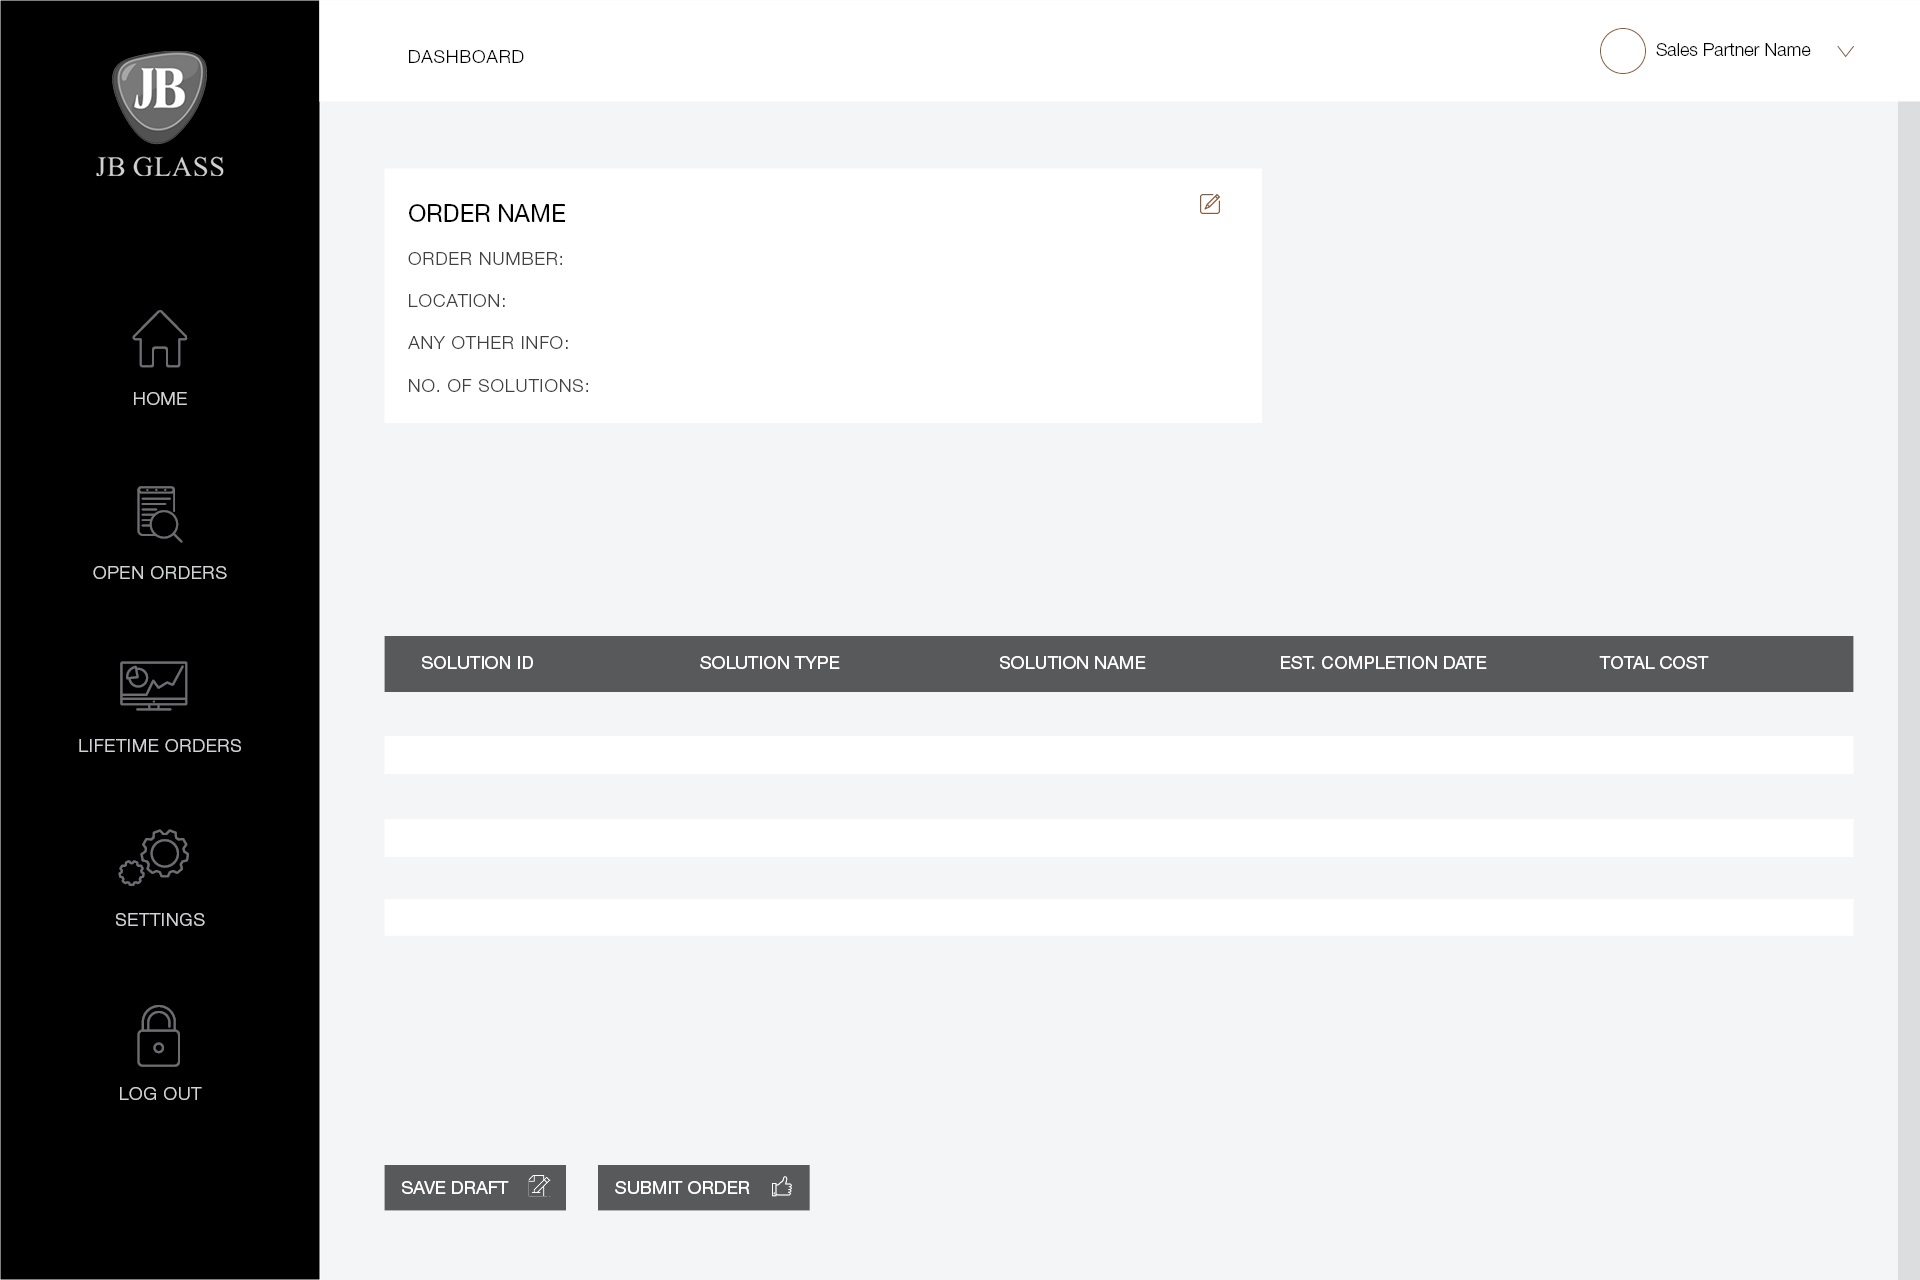 JB
JB GLASS
HOME
OPEN ORDERS
LIFETIME ORDERS
SETTINGS
LOG OUT
DASHBOARD
Sales Partner Name
ORDER NAME
ORDER NUMBER:
LOCATION:
ANY OTHER INFO:
NO. OF SOLUTIONS:
SOLUTION ID SOLUTION TYPE SOLUTION NAME EST. COMPLETION DATE TOTAL COST
SAVE DRAFT SUBMIT ORDER